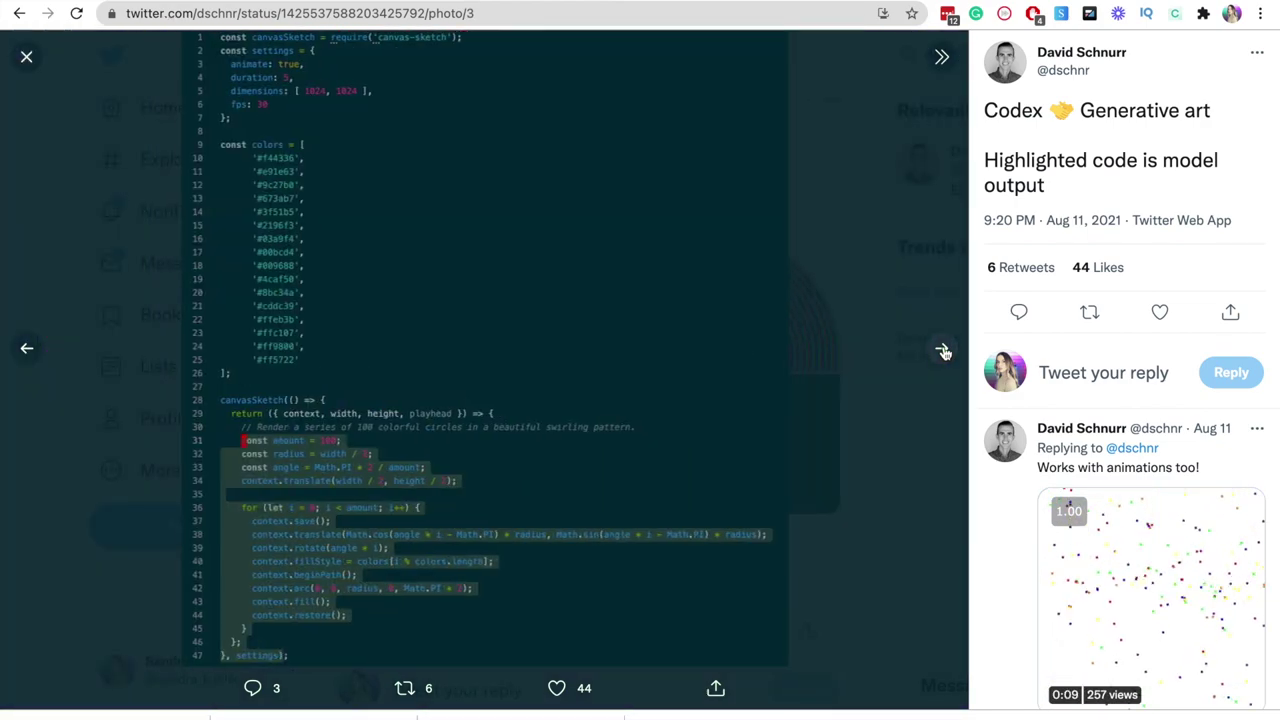 twitter.com/dschnr/status/1425537588203425792/photo/3
12
4
IQ
1 const canvasSketch = require('canvas-sketch');
2 const settings = {
3 animate: true,
4 duration: 5,
5 dimensions: [ 1024, 1024 ],
6 fps: 30
7 };
8
9 const colors = [
10 '#f44336',
11 '#e91e63',
12 '#9c27b0',
13 '#673ab7',
14 '#3f51b5',
15 '#2196f3',
16 '#03a9f4',
17 '#00bcd4',
18 '#009688',
19 '#4caf50',
20 '#8bc34a',
21 '#cddc39',
22 '#ffeb3b',
23 '#ffc107',
24 '#ff9800',
25 '#ff5722'
26 ];
27
28 canvasSketch(() => {
29 return ({ context, width, height, playhead }) => {
30 // Render a series of 100 colorful circles in a beautiful swirling pattern.
31 const amount = 100;
32 const radius = width /
33 const angle = Math.PI * 2 / amount;
34 context.translate(width / 2, height / 2);
35
36 for (let i = 0; i < amount; i++) {
37 context.save();
38 context.translate(Math.cos(angle * i - Math.PI) * radius, Math.sin(angle * i - Math.PI) * radius);
39 context.rotate(angle * i);
40 context.fillStyle = colors[i % colors.length];
41 context.beginPath();
42 context.arc(0, 0, radius, 0, Math.PI * 2);
43 context.fill();
44 context.restore();
45 }
46 };
47 }, settings);
3
6
44
David Schnurr
@dschnr
Codex 🤝 Generative art
Highlighted code is model
output
9:20 PM · Aug 11, 2021 · Twitter Web App
6 Retweets 44 Likes
Tweet your reply
Reply
David Schnurr @dschnr · Aug 11
Replying to @dschnr
Works with animations too!
1.00
0:09 257 views